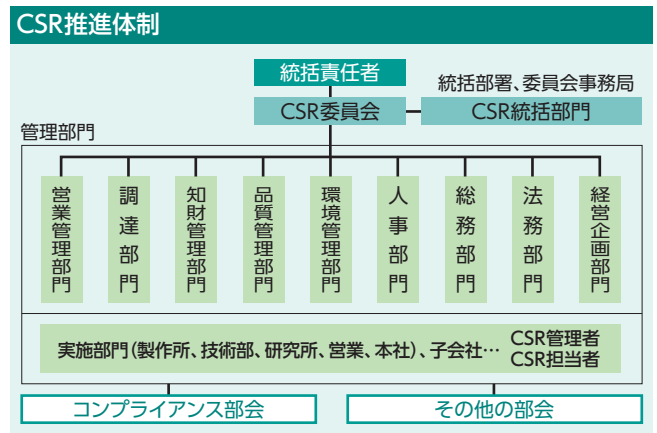 CSR推進体制
統括責任者
統括部署、委員会事務局
CSR委員会
CSR統括部門
管理部門
営業管理部門
調達部門
知財管理部門
品質管理部門
環境管理部門
人事部門
総務部門
法務部門
経営企画部門
実施部門（製作所、技術部、研究所、営業、本社）、子会社…
CSR管理者
CSR担当者
コンプライアンス部会
その他の部会